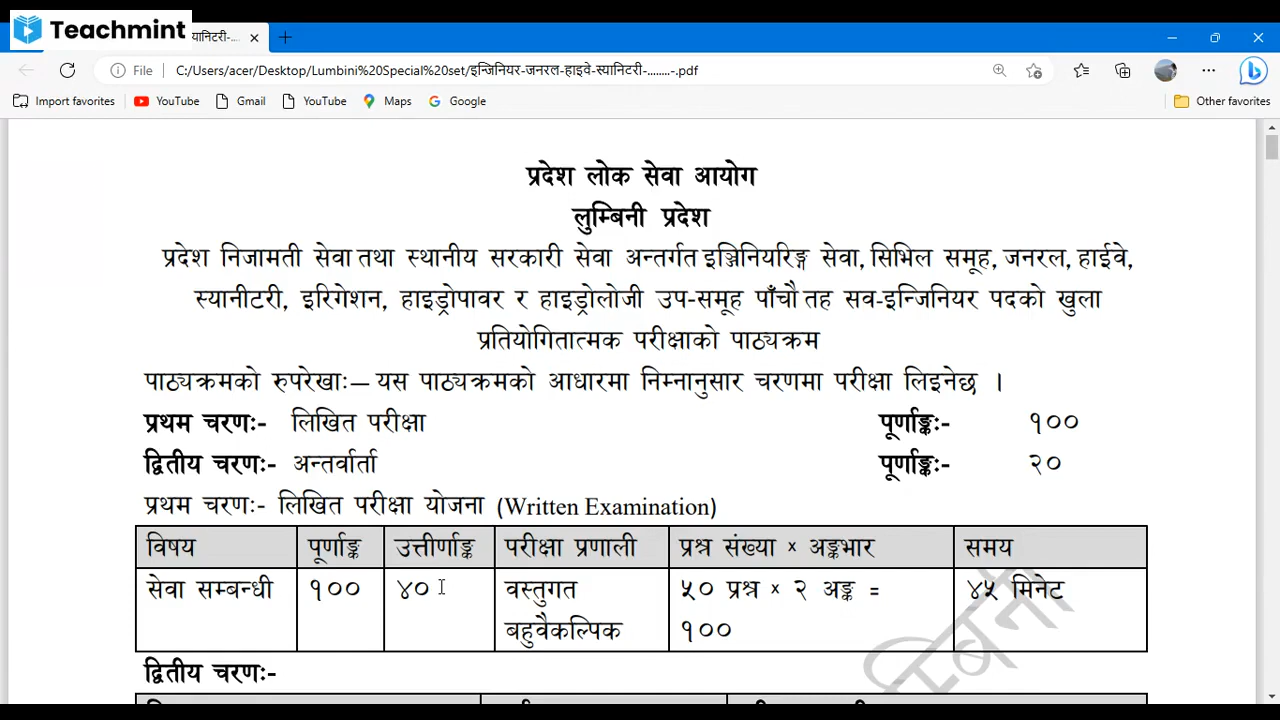 Teachmint
यानिटरी-...
File C:/Users/acer/Desktop/Lumbini%20Special%20set/इन्जिनियर-जनरल-हाइवे-स्यानिटरी-........-.pdf
Import favorites YouTube Gmail YouTube Maps Google Other favorites
प्रदेश लोक सेवा आयोग
लुम्बिनी प्रदेश
प्रदेश निजामती सेवा तथा स्थानीय सरकारी सेवा अन्तर्गत इञ्जिनियरिङ्ग सेवा, सिभिल समूह, जनरल, हाईवे,
स्यानीटरी, इरिगेशन, हाइड्रोपावर र हाइड्रोलोजी उप-समूह पाँचौ तह सव-इन्जिनियर पदको खुला
प्रतियोगितात्मक परीक्षाको पाठ्यक्रम
पाठ्यक्रमको रुपरेखाः— यस पाठ्यक्रमको आधारमा निम्नानुसार चरणमा परीक्षा लिइनेछ ।
प्रथम चरणः- लिखित परीक्षा पूर्णाङ्कः- १००
द्वितीय चरणः- अन्तर्वार्ता पूर्णाङ्कः- २०
प्रथम चरणः- लिखित परीक्षा योजना (Written Examination)
विषय पूर्णाङ्क उत्तीर्णाङ्क परीक्षा प्रणाली प्रश्न संख्या × अङ्कभार समय
सेवा सम्बन्धी १०० ४० वस्तुगत ५० प्रश्न × २ अङ्क = ४५ मिनेट
बहुवैकल्पिक १००
द्वितीय चरणः-